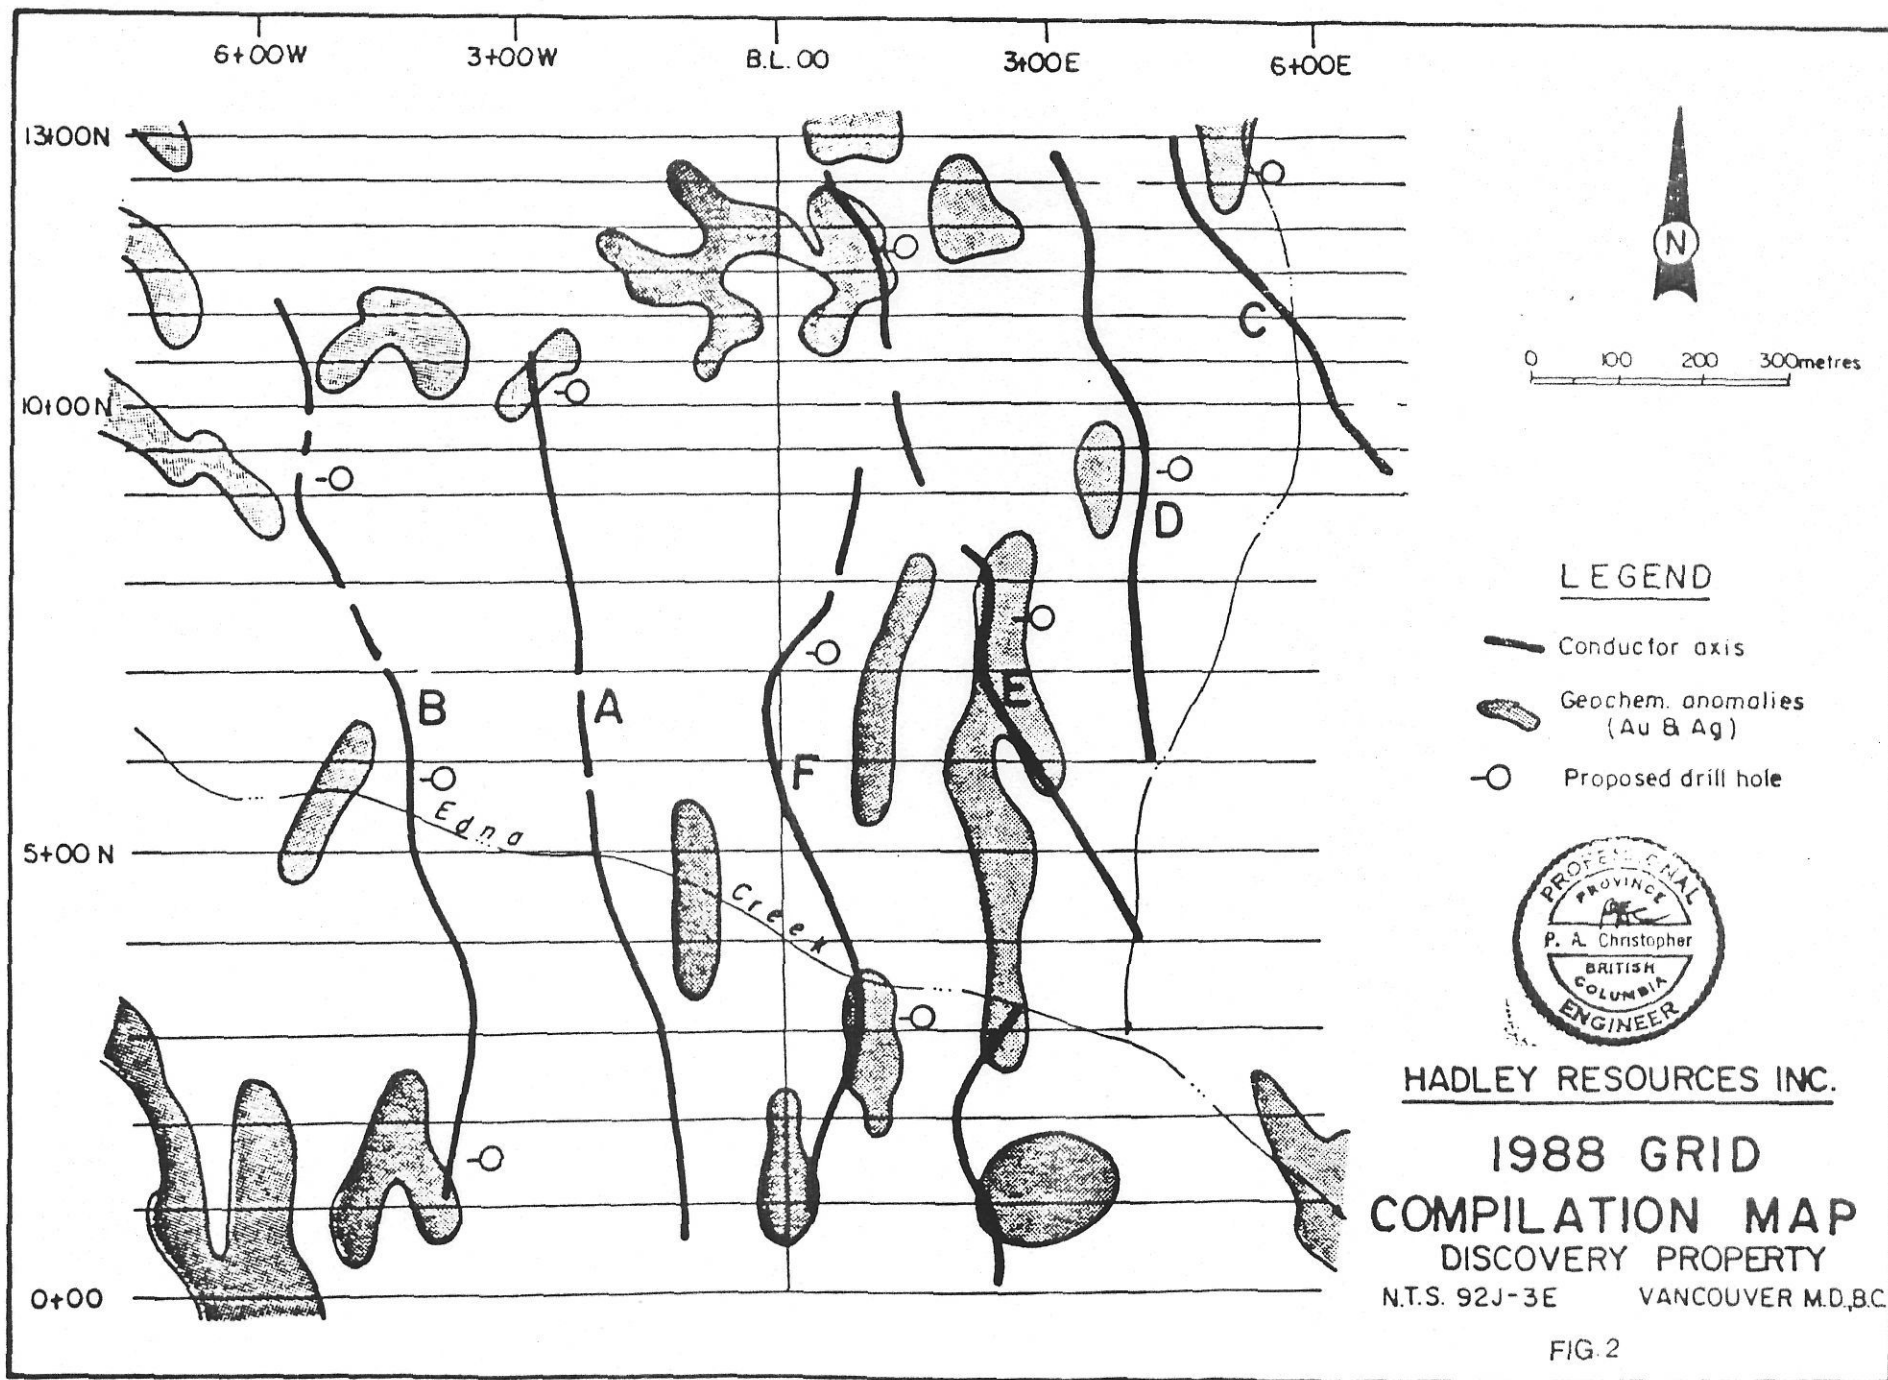 6+00W 3+00W B.L. 00 3+00E 6+00E
13+00N
10+00N
5+00N
0+00
A
B
C
D
E
F
Edna Creek
N
0 100 200 300metres
LEGEND
Conductor axis
Geochem. anomalies
(Au & Ag)
Proposed drill hole
PROFESSIONAL
PROVINCE
P. A. Christopher
BRITISH
COLUMBIA
ENGINEER
HADLEY RESOURCES INC.
1988 GRID
COMPILATION MAP
DISCOVERY PROPERTY
N.T.S. 92J-3E VANCOUVER M.D.,B.C.
FIG. 2